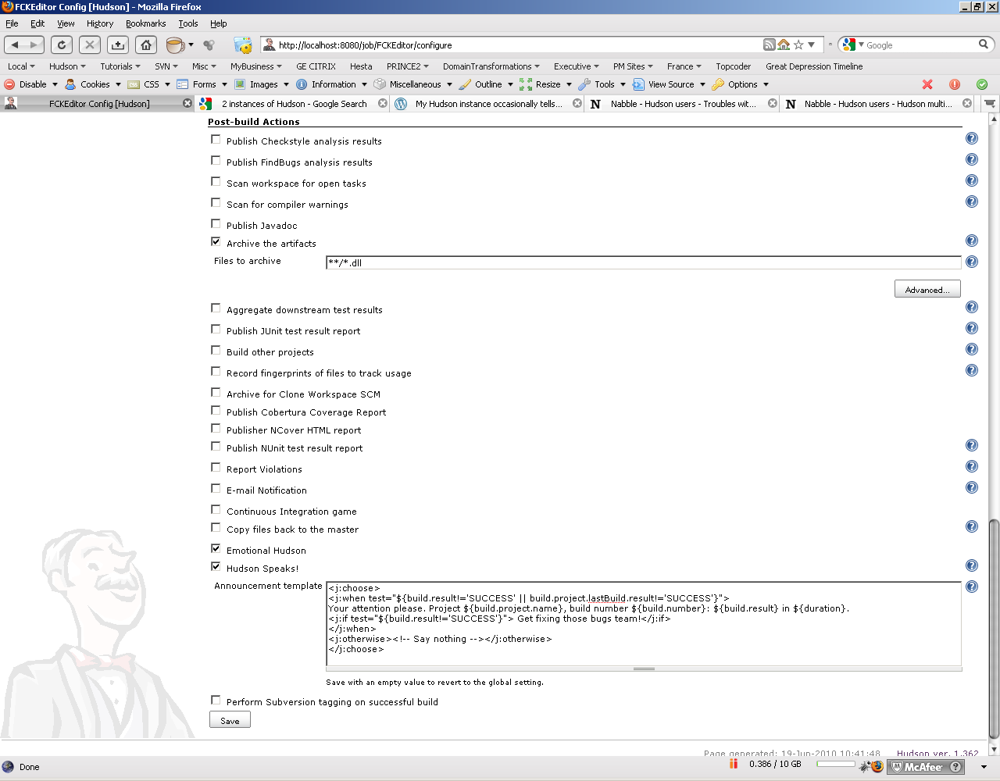 FCKEditor Config [Hudson] - Mozilla Firefox
File Edit View History Bookmarks Tools Help
http://localhost:8080/job/FCKEditor/configure
Google
Local Hudson Tutorials SVN Misc MyBusiness GE CITRIX Hesta PRINCE2 DomainTransformations Executive PM Sites France Topcoder Great Depression Timeline
Disable Cookies CSS Forms Images Information Miscellaneous Outline Resize Tools View Source Options
FCKEditor Config [Hudson] 2 instances of Hudson - Google Search My Hudson instance occasionally tells... Nabble - Hudson users - Troubles wit... Nabble - Hudson users - Hudson multi...
Post-build Actions
Publish Checkstyle analysis results
Publish FindBugs analysis results
Scan workspace for open tasks
Scan for compiler warnings
Publish Javadoc
Archive the artifacts
Files to archive **/*.dll
Advanced...
Aggregate downstream test results
Publish JUnit test result report
Build other projects
Record fingerprints of files to track usage
Archive for Clone Workspace SCM
Publish Cobertura Coverage Report
Publisher NCover HTML report
Publish NUnit test result report
Report Violations
E-mail Notification
Continuous Integration game
Copy files back to the master
Emotional Hudson
Hudson Speaks!
Announcement template <j:choose>
<j:when test="${build.result!='SUCCESS' || build.project.lastBuild.result!='SUCCESS'}">
Your attention please. Project ${build.project.name}, build number ${build.number}: ${build.result} in ${duration}.
<j:if test="${build.result!='SUCCESS'}"> Get fixing those bugs team!</j:if>
</j:when>
<j:otherwise><!-- Say nothing --></j:otherwise>
</j:choose>
Save with an empty value to revert to the global setting.
Perform Subversion tagging on successful build
Save
Page generated: 19-Jun-2010 10:41:48 Hudson ver. 1.362
Done 0.386 / 10 GB McAfee